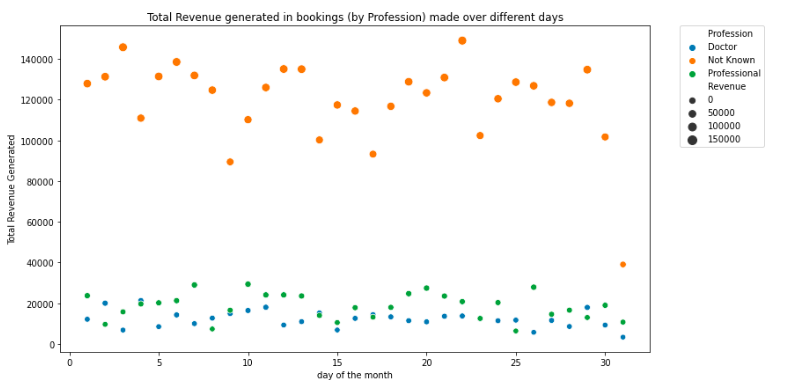 Total Revenue generated in bookings (by Profession) made over different days
Profession
Doctor
Not Known
Professional
Revenue
0
50000
100000
150000
Total Revenue Generated
140000
120000
100000
80000
60000
40000
20000
0
0 5 10 15 20 25 30
day of the month